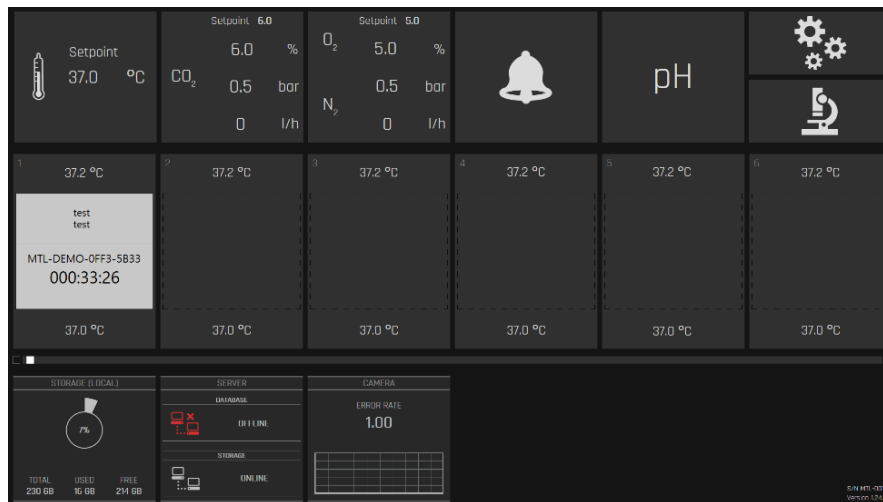 Setpoint
37.0 °C
Setpoint 6.0
6.0 %
CO2
0.5 bar
0 l/h
Setpoint 5.0
O2
5.0 %
0.5 bar
N2
0 l/h
pH
1 37.2 °C
2 37.2 °C
3 37.2 °C
4 37.2 °C
5 37.2 °C
6 37.2 °C
test
test
MTL-DEMO-0FF3-5B33
000:33:26
37.0 °C
37.0 °C
37.0 °C
37.0 °C
37.0 °C
37.0 °C
STORAGE (LOCAL)
7%
TOTAL USED FREE
230 GB 16 GB 214 GB
SERVER
DATABASE
OFFLINE
STORAGE
ONLINE
CAMERA
ERROR RATE
1.00
S/N MTL-
Version